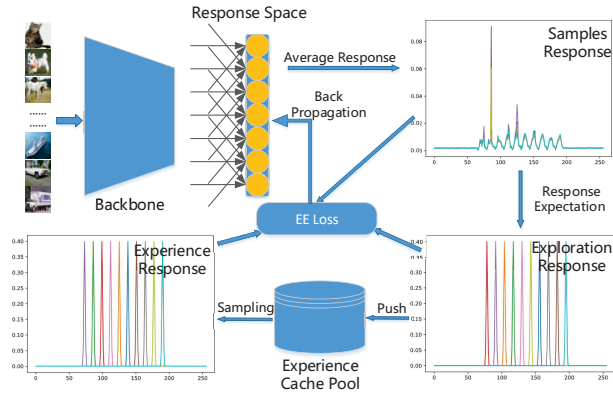 Response Space
Average Response
Back
Propagation
......
......
Backbone
Samples
Response
0.10
0.08
0.06
0.04
0.02
0.00
0
50
100
150
200
250
Response
Expectation
EE Loss
Experience
Response
0.40
0.35
0.30
0.25
0.20
0.15
0.10
0.05
0.00
0
50
100
150
200
250
Sampling
Push
Experience
Cache Pool
Exploration
Response
0.40
0.35
0.30
0.25
0.20
0.15
0.10
0.05
0.00
0
50
100
150
200
250